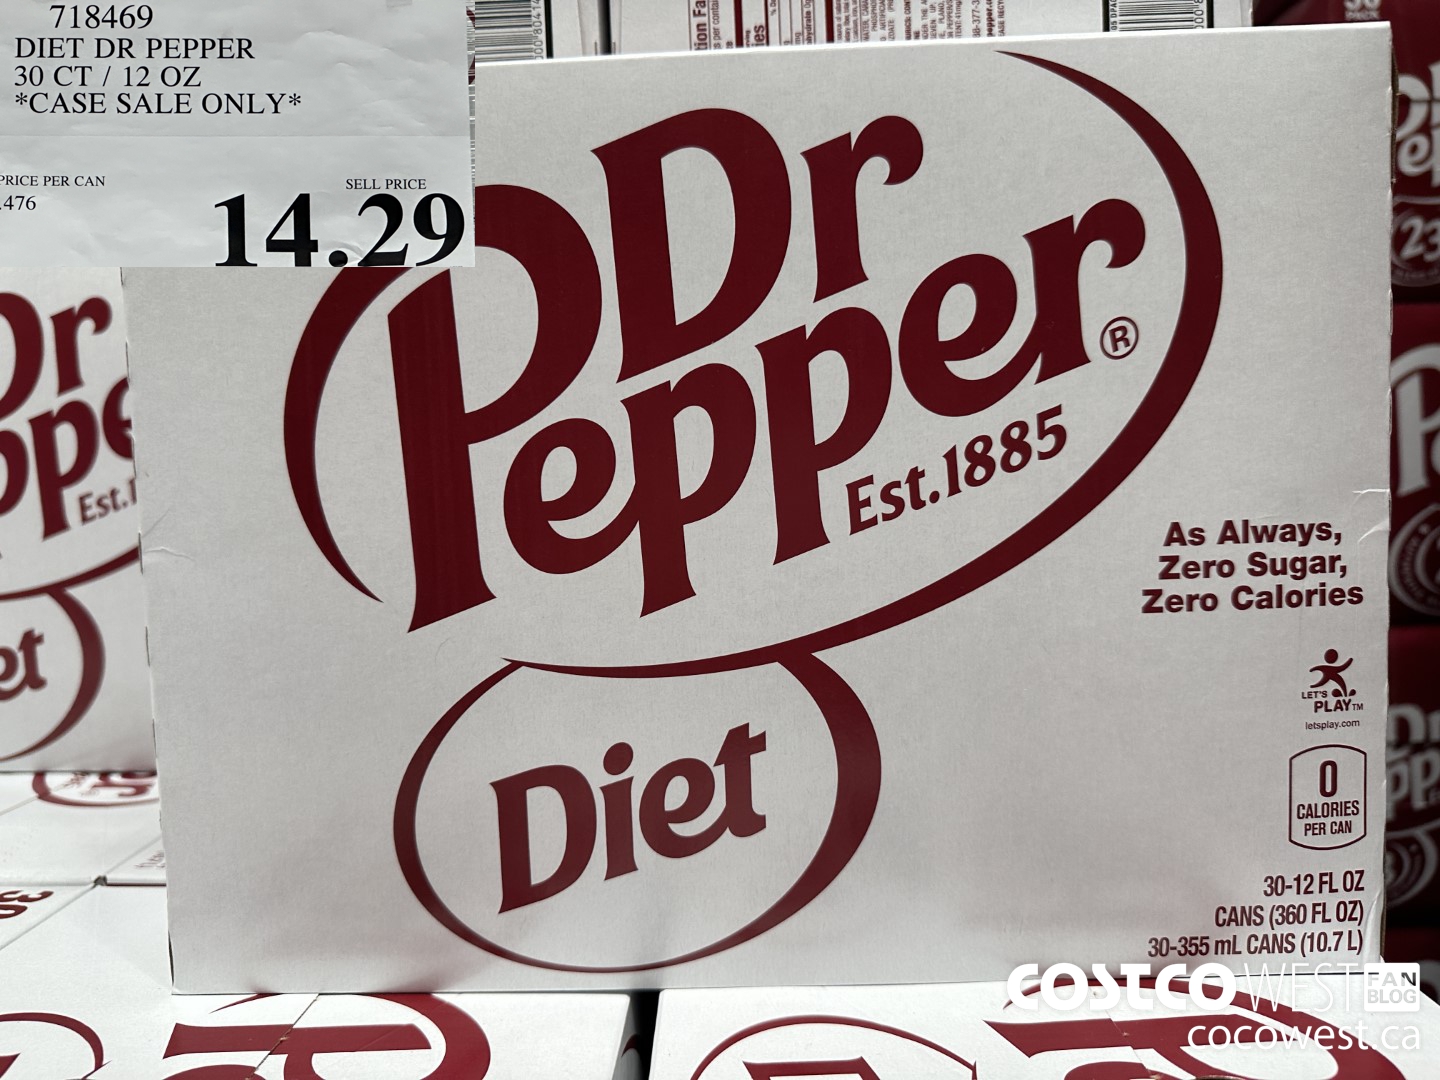 718469
DIET DR PEPPER
30 CT / 12 OZ
*CASE SALE ONLY*
PRICE PER CAN
.476
SELL PRICE
14.29
Dr
Pepper®
Est. 1885
As Always,
Zero Sugar,
Zero Calories
LET'S
PLAY™
letsplay.com
0
CALORIES
PER CAN
Diet
30-12 FL OZ
CANS (360 FL OZ)
30-355 mL CANS (10.7 L)
COSTCO WEST FAN BLOG
cocowest.ca